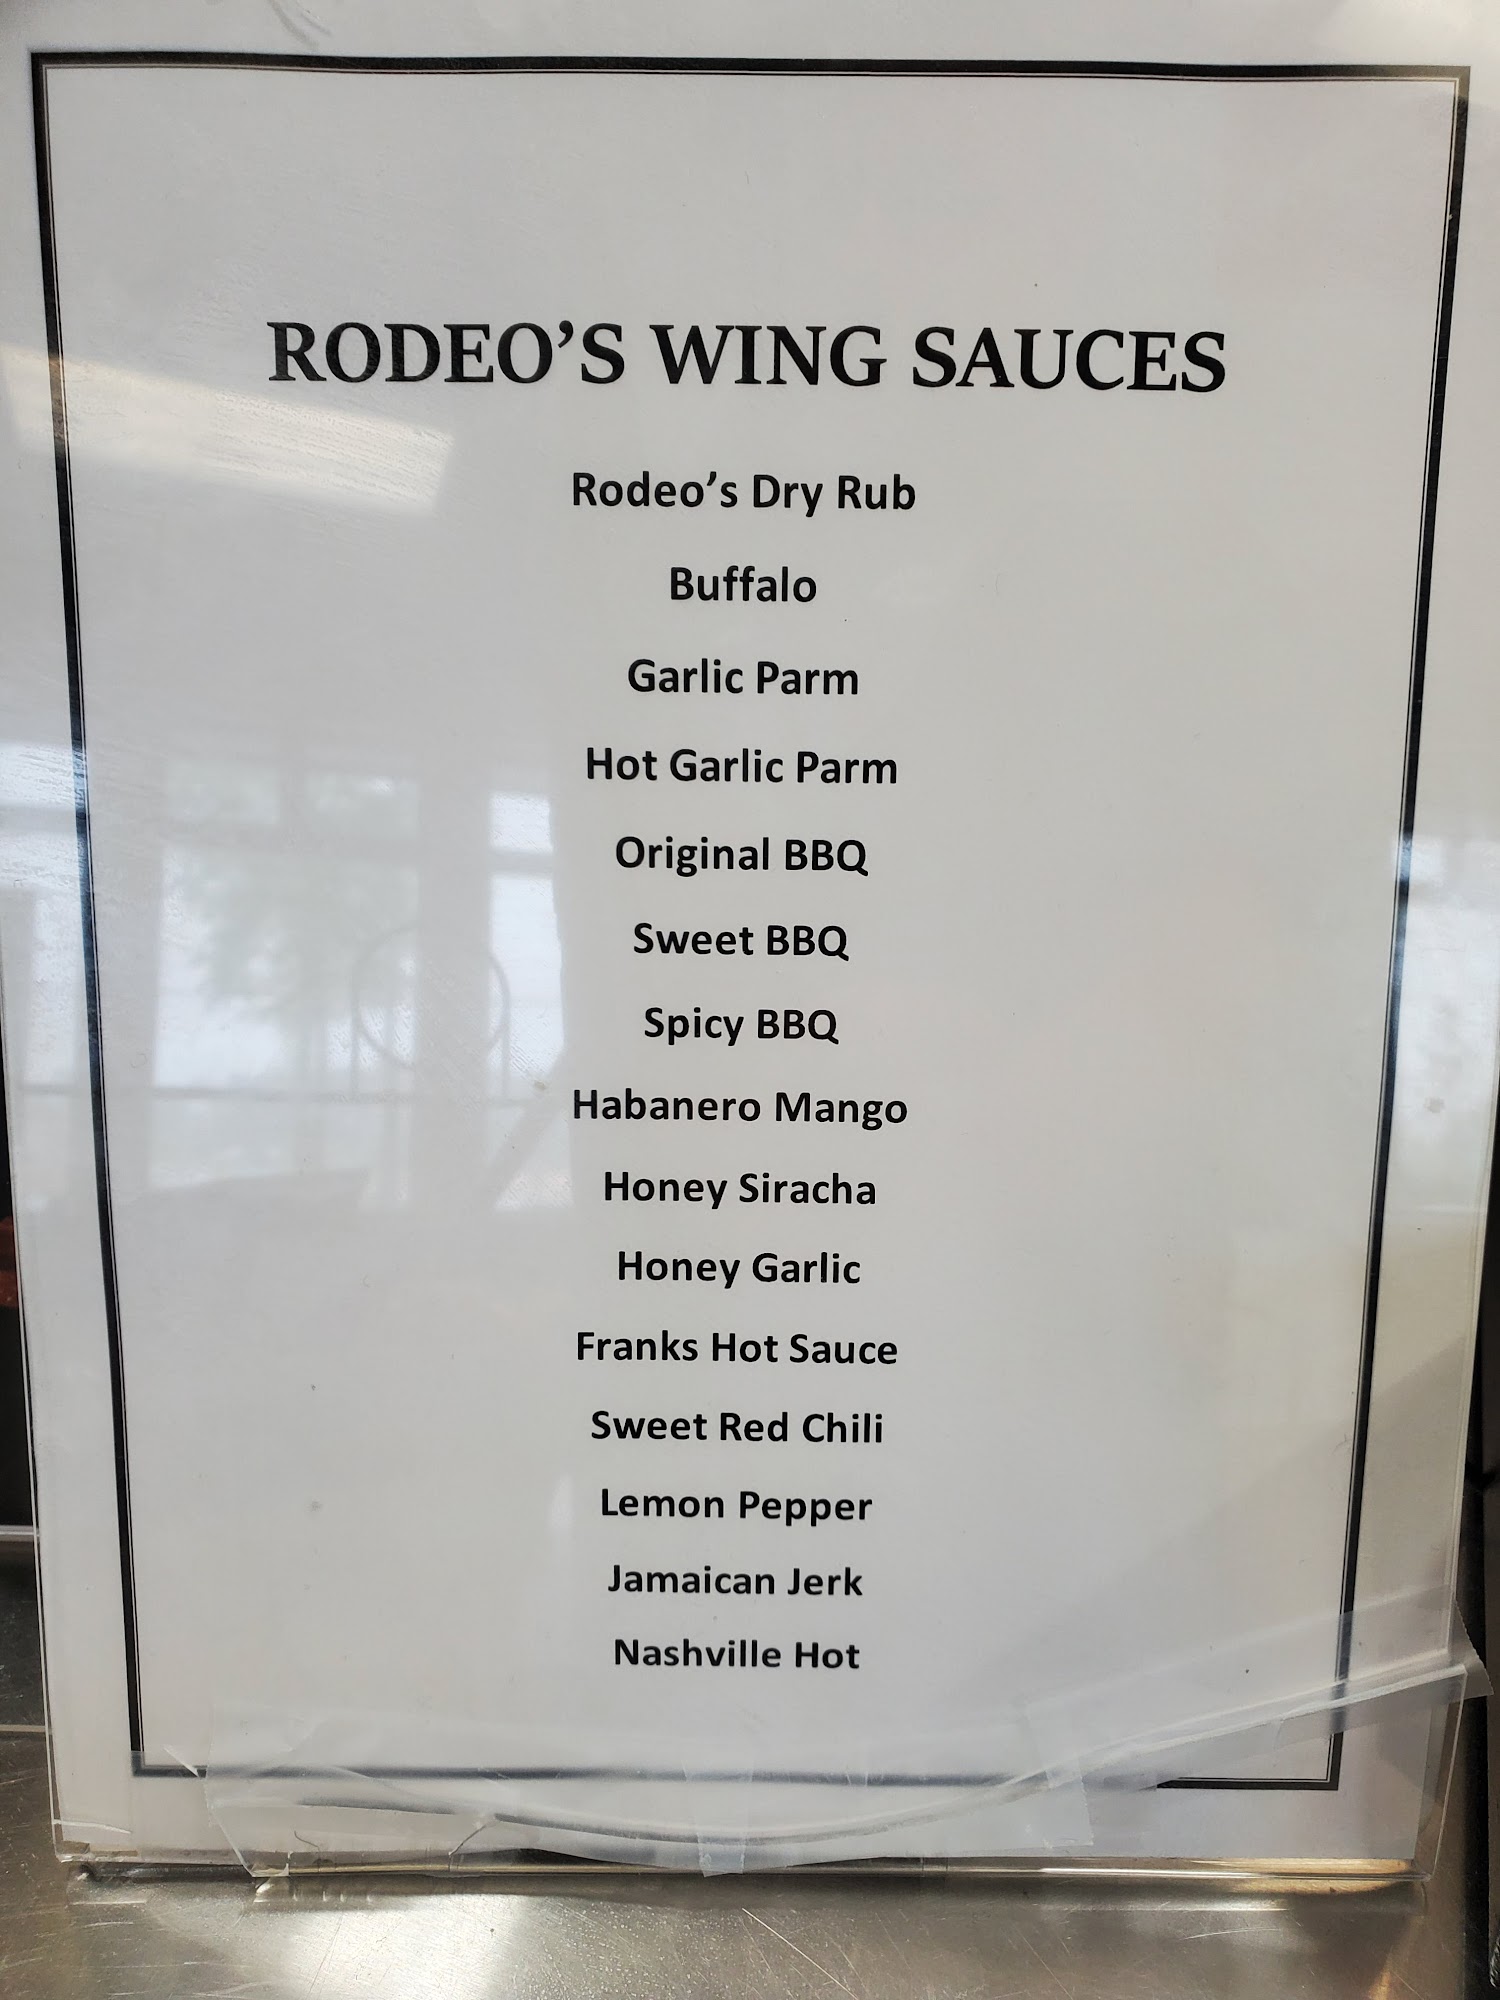 RODEO’S WING SAUCES
Rodeo’s Dry Rub
Buffalo
Garlic Parm
Hot Garlic Parm
Original BBQ
Sweet BBQ
Spicy BBQ
Habanero Mango
Honey Siracha
Honey Garlic
Franks Hot Sauce
Sweet Red Chili
Lemon Pepper
Jamaican Jerk
Nashville Hot